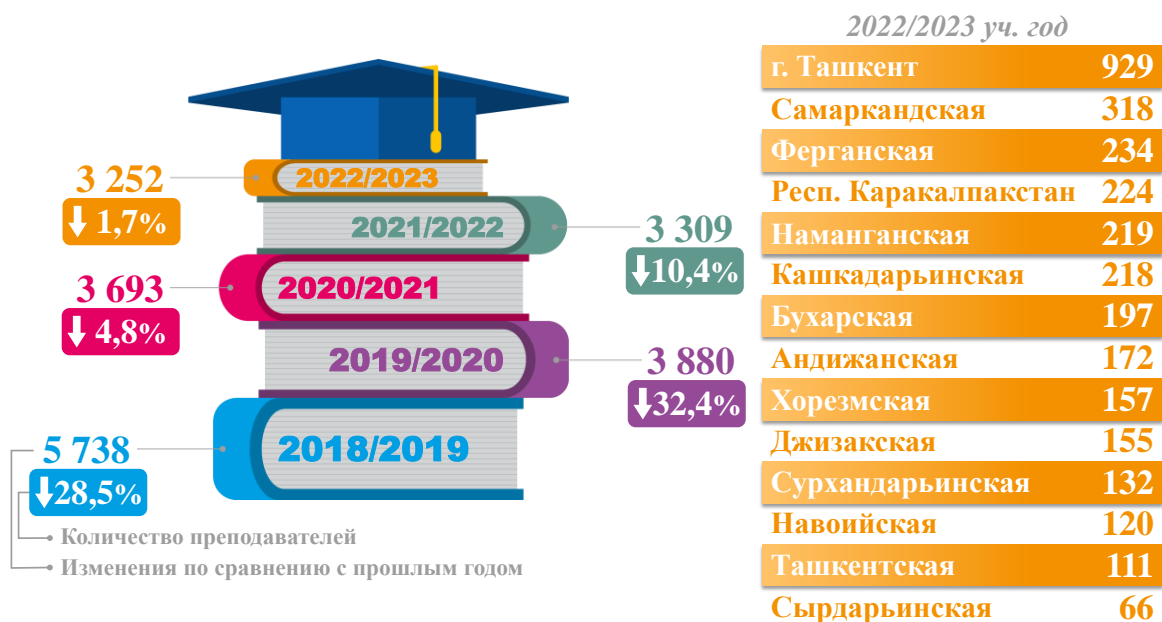 2022/2023 уч. год
г. Ташкент 929
Самаркандская 318
Ферганская 234
Респ. Каракалпакстан 224
Наманганская 219
Кашкадарьинская 218
Бухарская 197
Андижанская 172
Хорезмская 157
Джизакская 155
Сурхандарьинская 132
Навоийская 120
Ташкентская 111
Сырдарьинская 66
2022/2023
3 252
↓ 1,7%
2021/2022
3 309
↓10,4%
2020/2021
3 693
↓ 4,8%
2019/2020
3 880
↓32,4%
2018/2019
5 738
↓28,5%
Количество преподавателей
Изменения по сравнению с прошлым годом